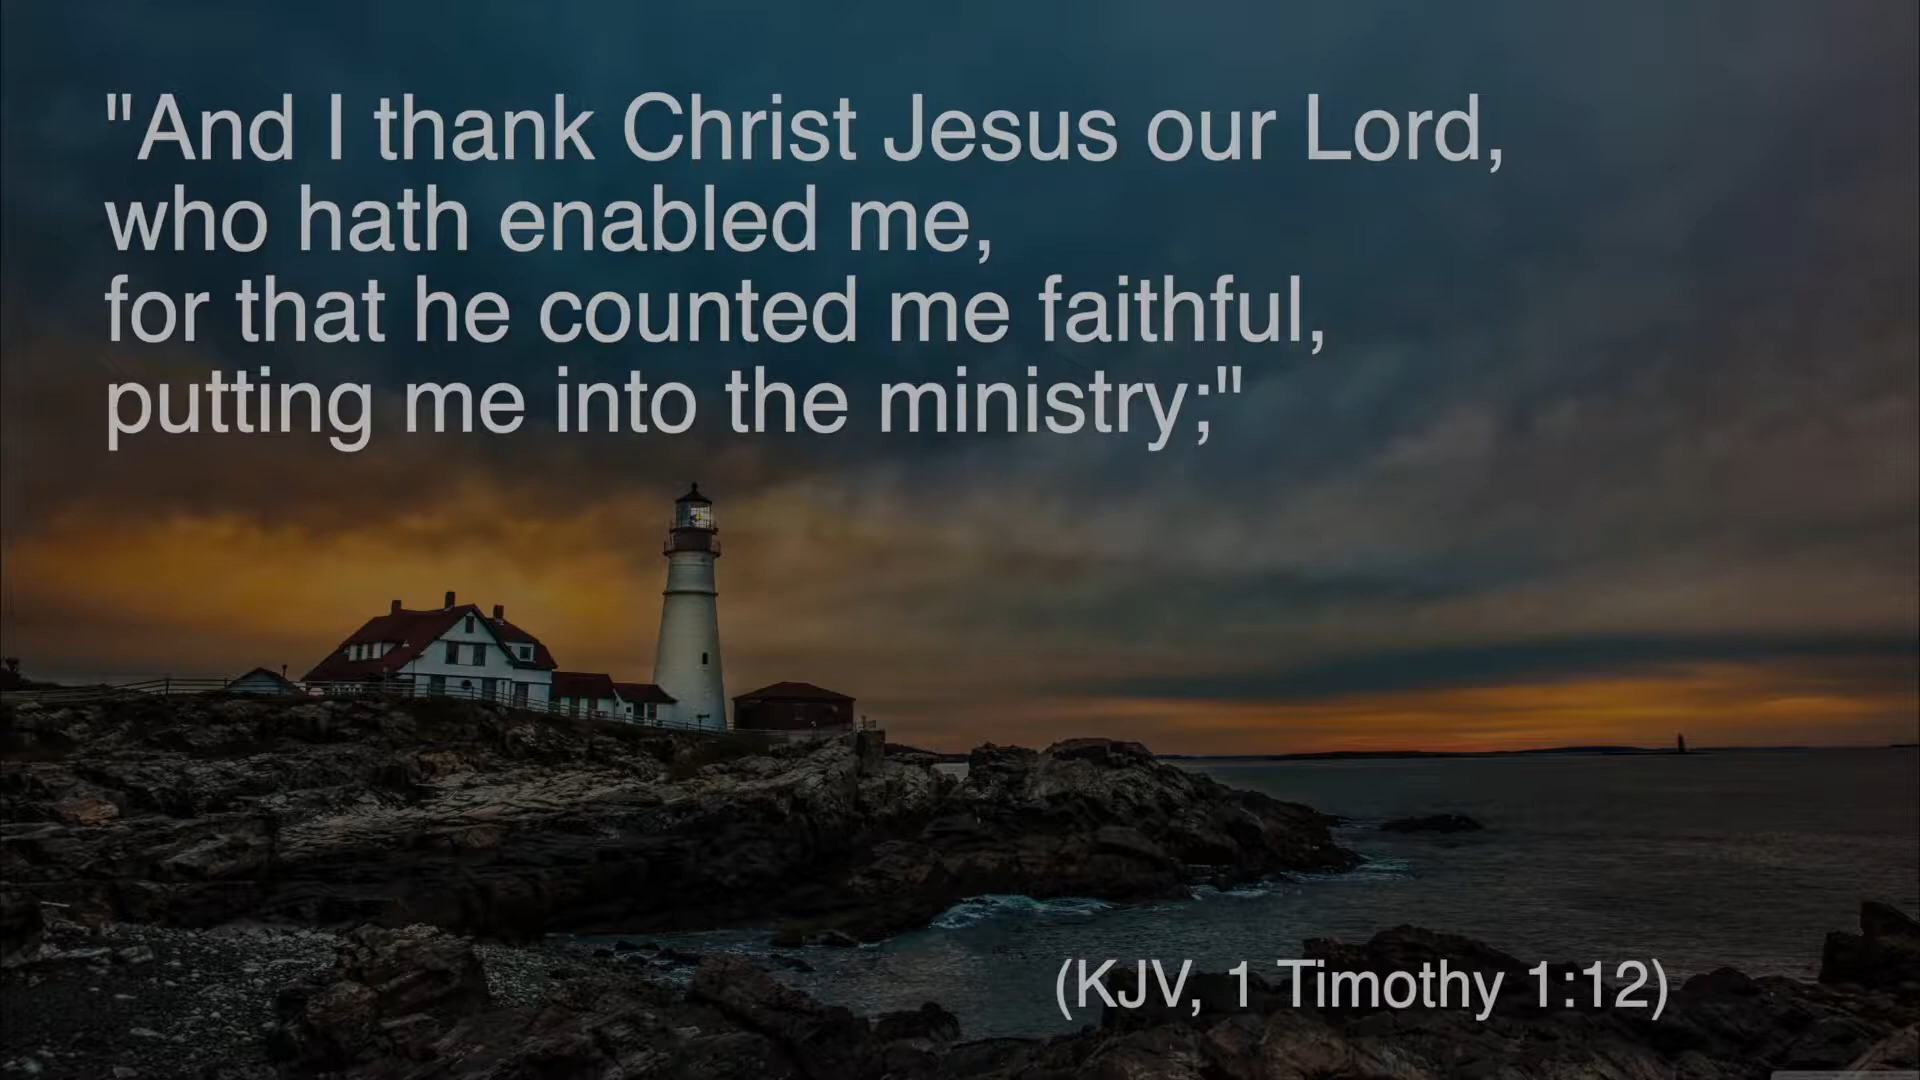 "And I thank Christ Jesus our Lord,
who hath enabled me,
for that he counted me faithful,
putting me into the ministry;"
(KJV, 1 Timothy 1:12)